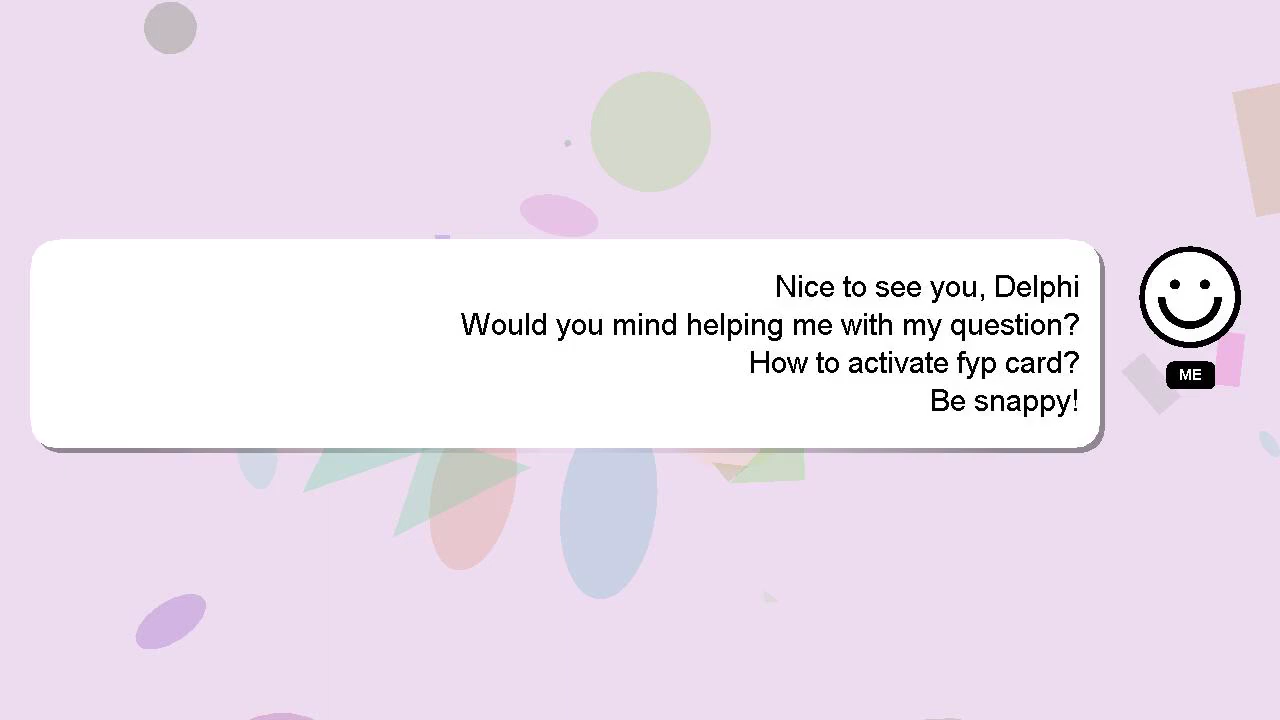 Nice to see you, Delphi
Would you mind helping me with my question?
How to activate fyp card?
Be snappy!
ME